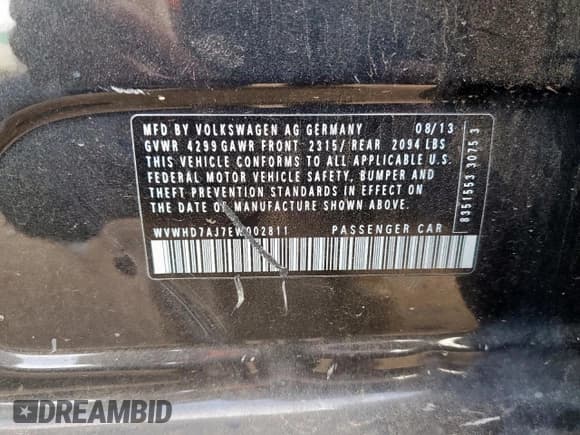 MFD BY VOLKSWAGEN AG GERMANY 08/13
GVWR 4299 GAWR FRONT 2315/ REAR 2094 LBS
THIS VEHICLE CONFORMS TO ALL APPLICABLE U.S.
FEDERAL MOTOR VEHICLE SAFETY, BUMPER AND
THEFT PREVENTION STANDARDS IN EFFECT ON
THE DATE OF MANUFACTURE SHOWN ABOVE.
WVWHD7AJ7EW002811 PASSENGER CAR
8351553 3075 3
DREAMBID